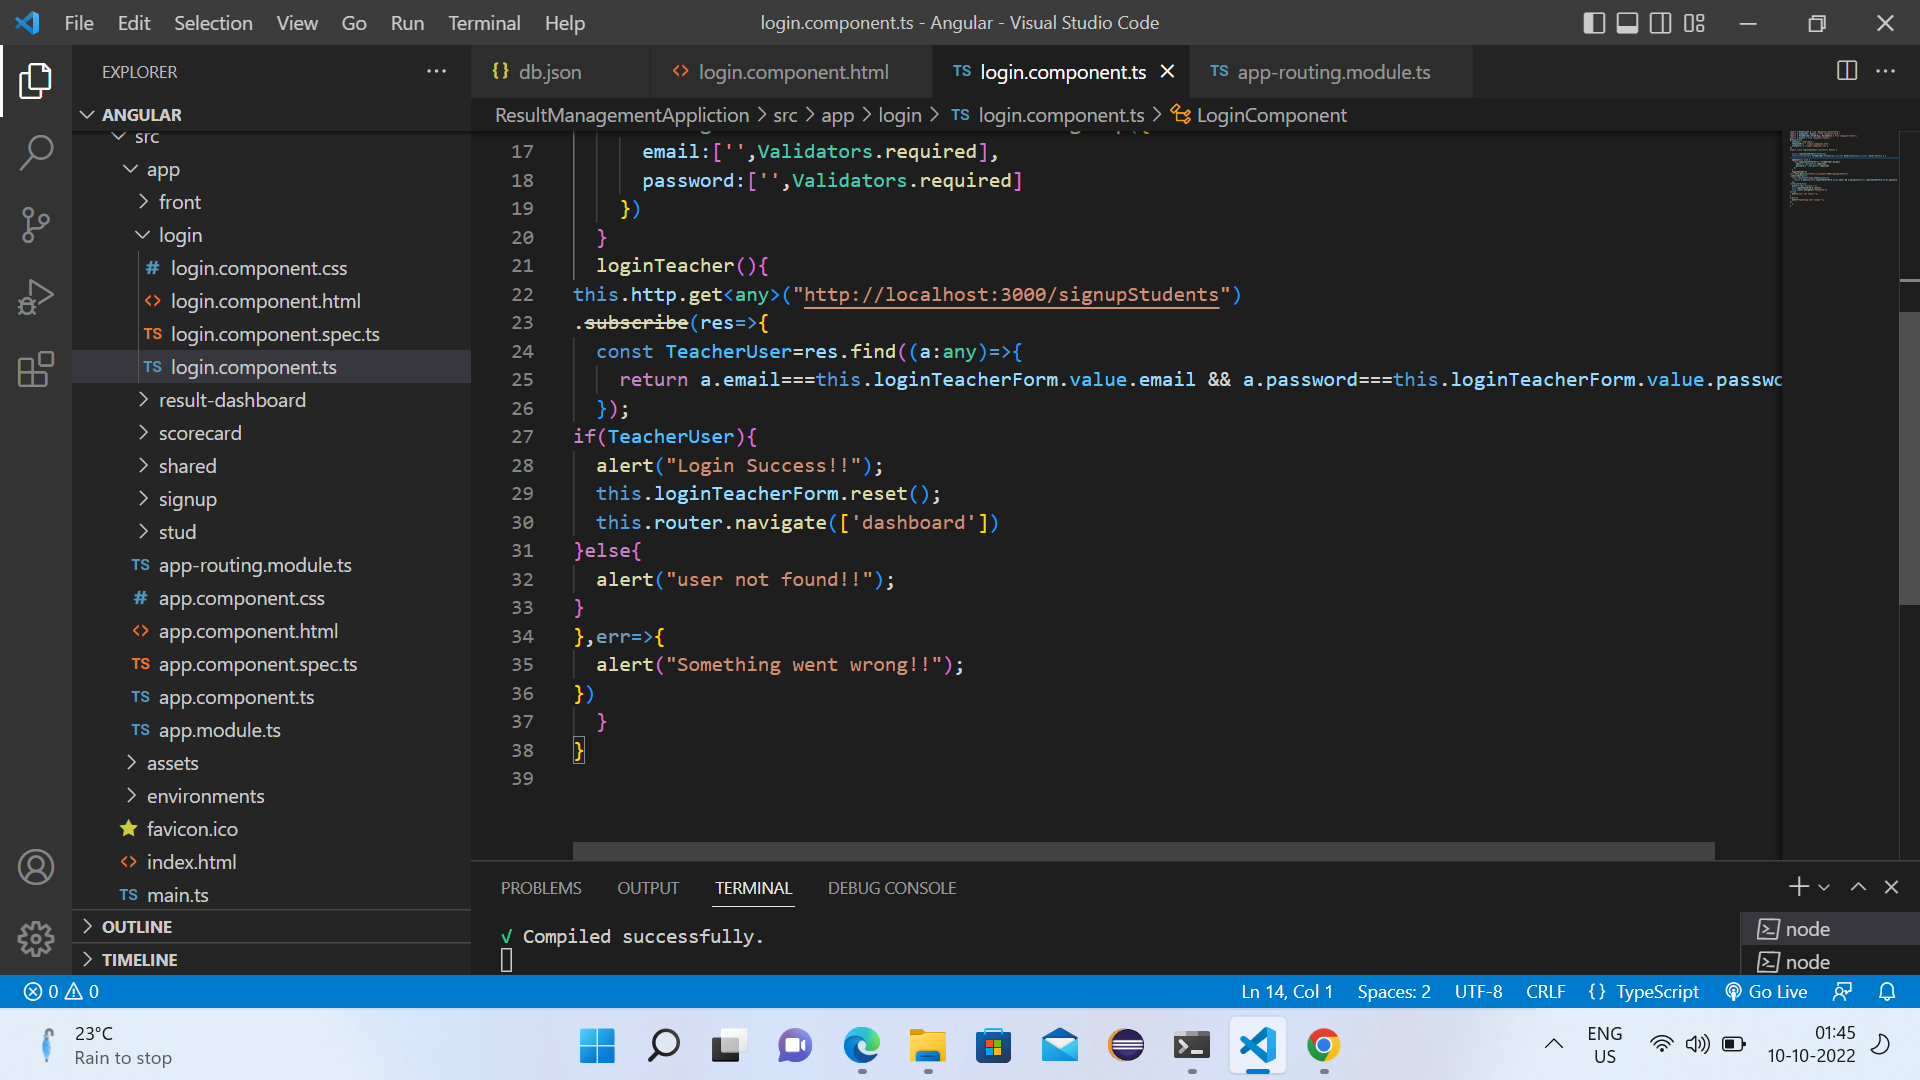 File Edit Selection View Go Run Terminal Help
login.component.ts - Angular - Visual Studio Code
EXPLORER
ANGULAR
src
app
front
login
# login.component.css
<> login.component.html
TS login.component.spec.ts
TS login.component.ts
result-dashboard
scorecard
shared
signup
stud
TS app-routing.module.ts
# app.component.css
<> app.component.html
TS app.component.spec.ts
TS app.component.ts
TS app.module.ts
assets
environments
favicon.ico
<> index.html
TS main.ts
OUTLINE
TIMELINE
{} db.json
<> login.component.html
TS login.component.ts
TS app-routing.module.ts
ResultManagementAppliction > src > app > login > TS login.component.ts > LoginComponent
17 email:['',Validators.required],
18 password:['',Validators.required]
19 })
20 }
21 loginTeacher(){
22 this.http.get<any>("http://localhost:3000/signupStudents")
23 .subscribe(res=>{
24 const TeacherUser=res.find((a:any)=>{
25 return a.email===this.loginTeacherForm.value.email && a.password===this.loginTeacherForm.value.passwo
26 });
27 if(TeacherUser){
28 alert("Login Success!!");
29 this.loginTeacherForm.reset();
30 this.router.navigate(['dashboard'])
31 }else{
32 alert("user not found!!");
33 }
34 },err=>{
35 alert("Something went wrong!!");
36 })
37 }
38 }
39
PROBLEMS OUTPUT TERMINAL DEBUG CONSOLE
√ Compiled successfully.
node
node
0 0
Ln 14, Col 1 Spaces: 2 UTF-8 CRLF {} TypeScript Go Live
23°C
Rain to stop
ENG
US
01:45
10-10-2022